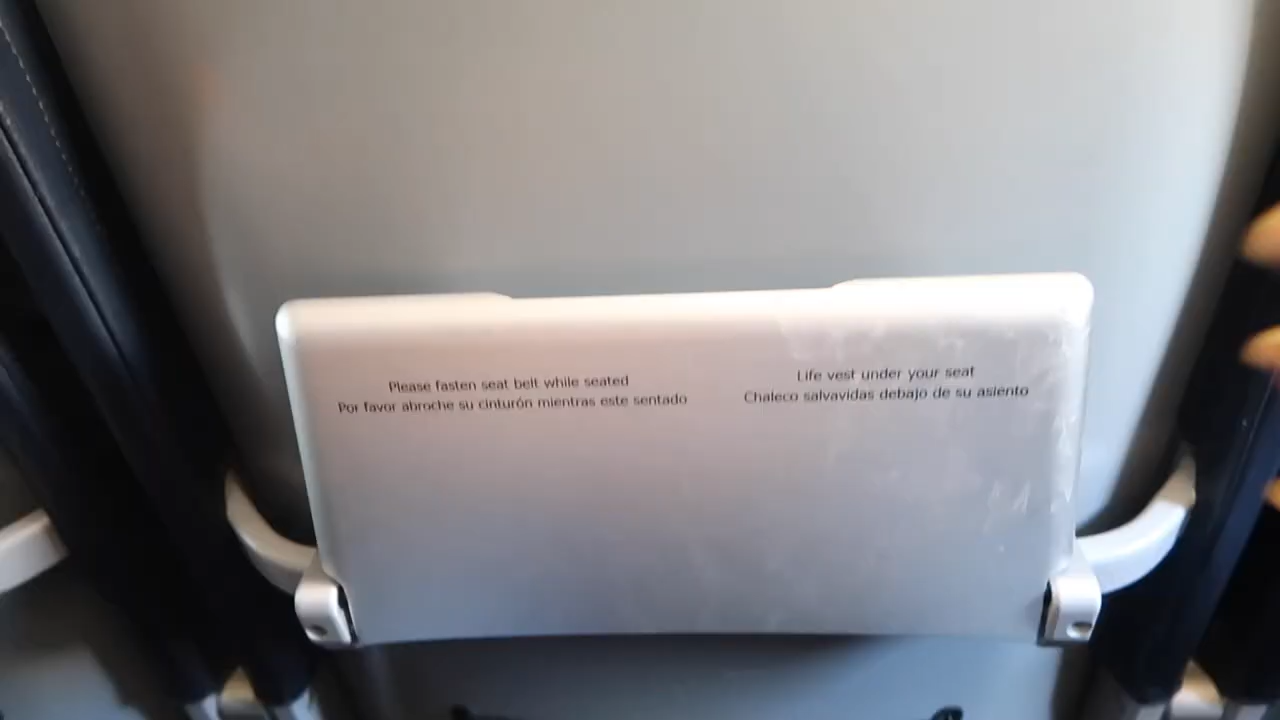 Please fasten seat belt while seated
Por favor abroche su cinturón mientras este sentado
Life vest under your seat
Chaleco salvavidas debajo de su asiento